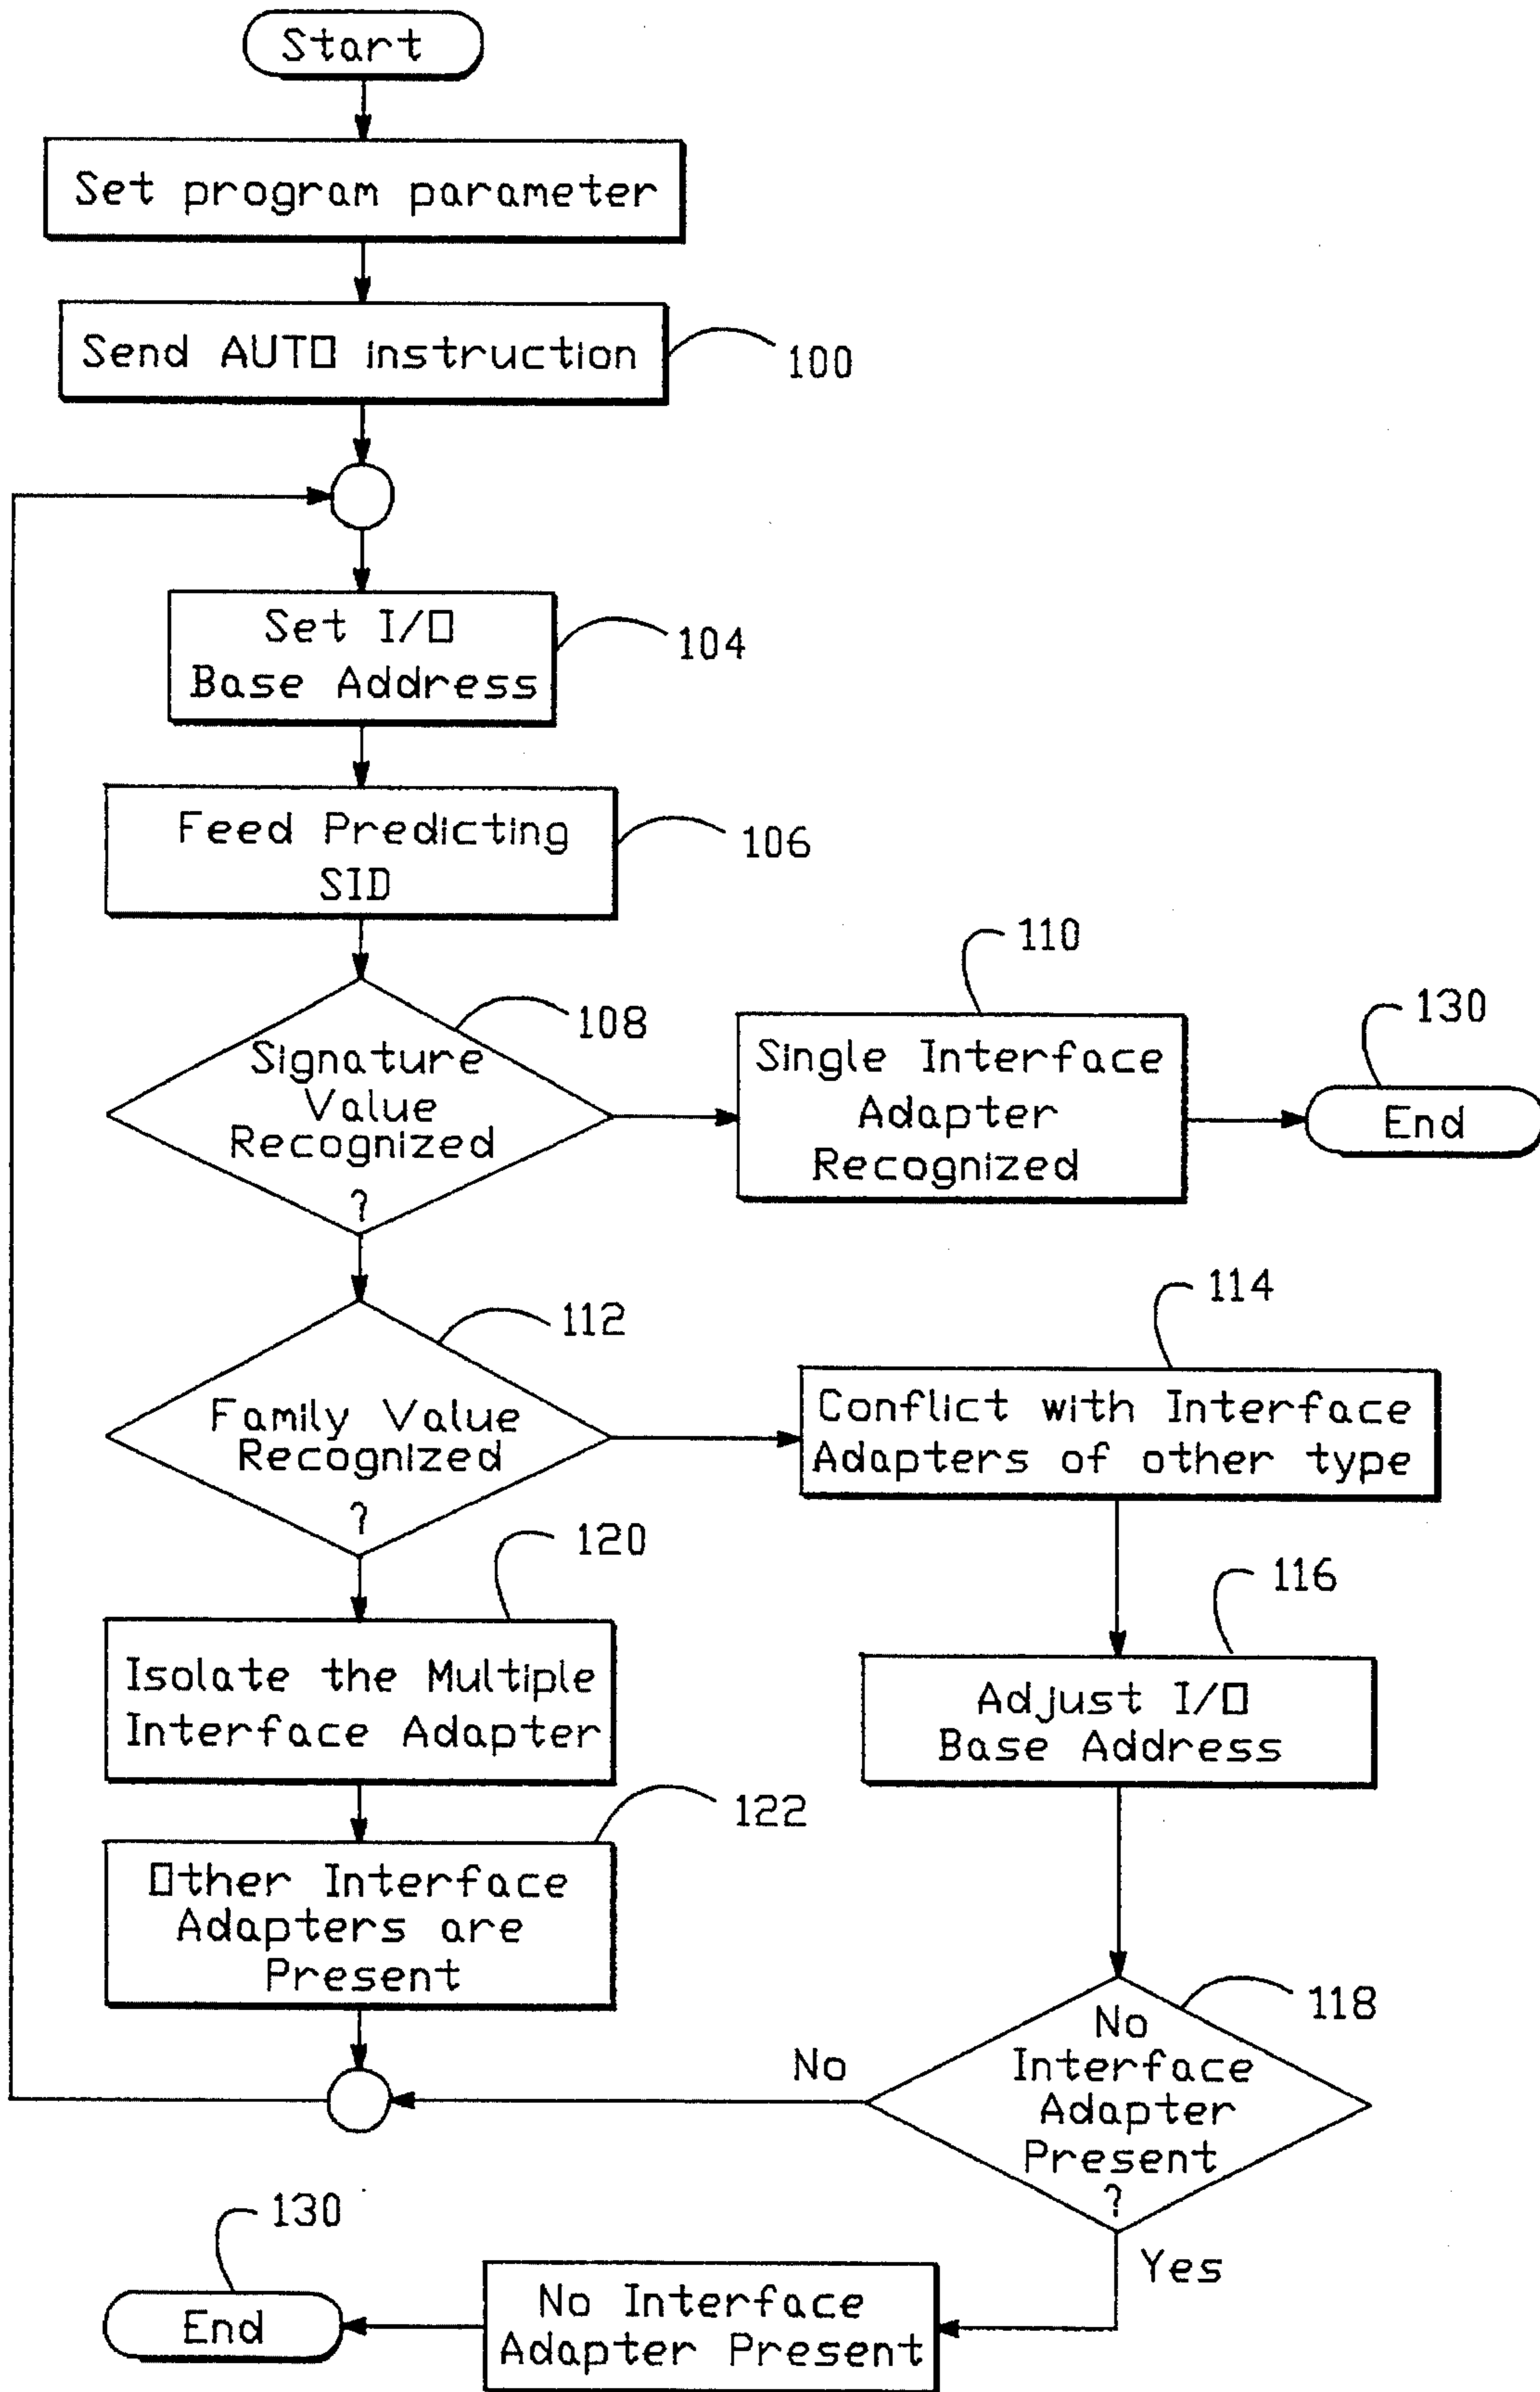 Start
Set program parameter
Send AUTO instruction
100
Set I/O
Base Address
104
Feed Predicting
SID
106
108
Signature
Value
Recognized
?
110
Single Interface
Adapter
Recognized
130
End
112
Family Value
Recognized
?
114
Conflict with Interface
Adapters of other type
120
Isolate the Multiple
Interface Adapter
116
Adjust I/O
Base Address
122
Other Interface
Adapters are
Present
118
No
Interface
Adapter
Present
?
No
Yes
130
End
No Interface
Adapter Present